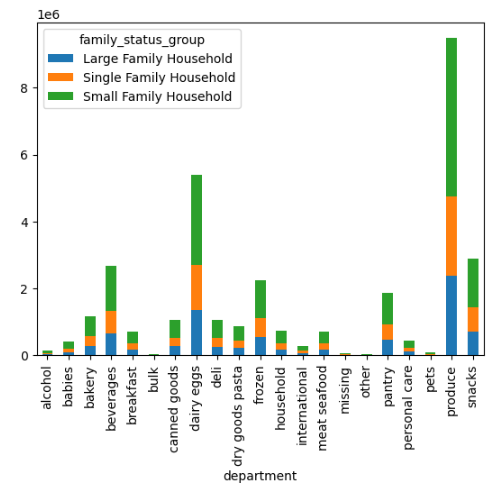 1e6
family_status_group
Large Family Household
Single Family Household
Small Family Household
8
6
4
2
0
alcohol
babies
bakery
beverages
breakfast
bulk
canned goods
dairy eggs
deli
dry goods pasta
frozen
household
international
meat seafood
missing
other
pantry
personal care
pets
produce
snacks
department